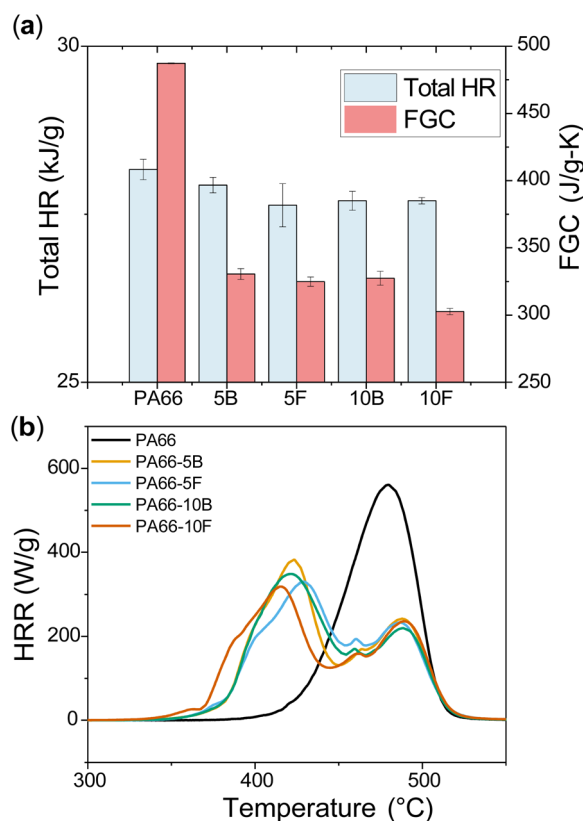 (a)
30
500
Total HR
FGC
450
400
350
300
25
250
Total HR (kJ/g)
FGC (J/g-K)
PA66 5B 5F 10B 10F
(b)
PA66
PA66-5B
PA66-5F
PA66-10B
PA66-10F
600
400
200
0
HRR (W/g)
300 400 500
Temperature (°C)